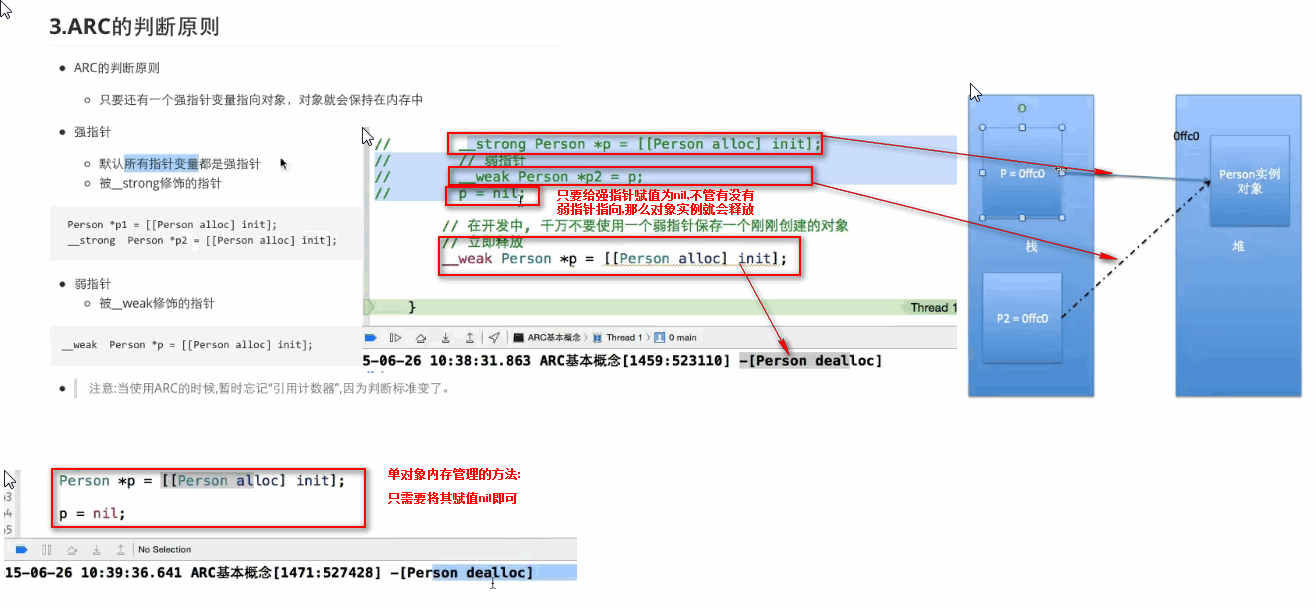 3.ARC的判断原则
ARC的判断原则
只要还有一个强指针变量指向对象，对象就会保持在内存中
强指针
默认所有指针变量都是强指针
被__strong修饰的指针
Person *p1 = [[Person alloc] init];
__strong  Person *p2 = [[Person alloc] init];
弱指针
被__weak修饰的指针
__weak  Person *p = [[Person alloc] init];
注意:当使用ARC的时候,暂时忘记“引用计数器”,因为判断标准变了。
// __strong Person *p = [[Person alloc] init];
// // 弱指针
// __weak Person *p2 = p;
// p = nil;
只要给强指针赋值为nil,不管有没有
弱指针指向,那么对象实例就会释放
// 在开发中, 千万不要使用一个弱指针保存一个刚刚创建的对象
// 立即释放
__weak Person *p = [[Person alloc] init];
}
Thread 1
ARC基本概念 〉 Thread 1 〉 0 main
5-06-26 10:38:31.863 ARC基本概念[1459:523110] -[Person dealloc]
P = 0ffc0
栈
P2 = 0ffc0
0ffc0
Person实例
对象
堆
43
44
45
Person *p = [[Person alloc] init];
p = nil;
单对象内存管理的方法:
只需要将其赋值nil即可
No Selection
15-06-26 10:39:36.641 ARC基本概念[1471:527428] -[Person dealloc]